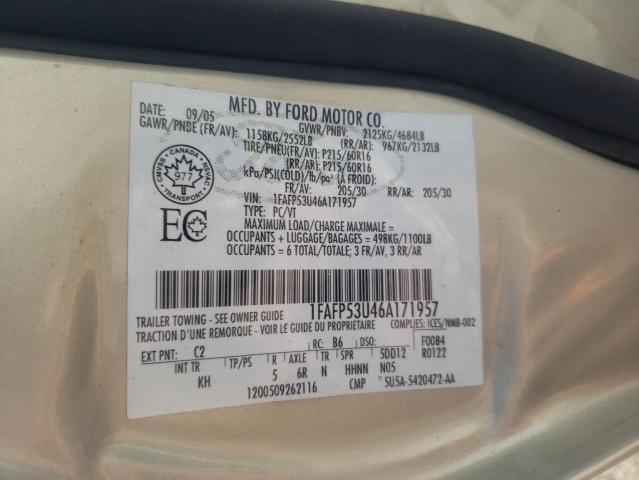 MFD. BY FORD MOTOR CO.
DATE: 09/05 GVWR/PNBV: 2125KG/4684LB
GAWR/PNBE (FR/AV): 1158KG/2552LB (RR/AR): 967KG/2132LB
TIRE/PNEU(FR/AV): P215/60R16
(RR/AR): P215/60R16
kPa/PSI(COLD)/lb/po² (A FROID):
FR/AV: 205/30 RR/AR: 205/30
VIN: 1FAFP53U46A171957
TYPE: PC/VT
MAXIMUM LOAD/CHARGE MAXIMALE =
OCCUPANTS + LUGGAGE/BAGAGES = 498KG/1100LB
OCCUPANTS = 6 TOTAL/TOTALE; 3 FR/AV, 3 RR/AR
CMVSS · CANADA · NSVAC
977
TRANSPORT
EC
1FAFP53U46A171957
TRAILER TOWING - SEE OWNER GUIDE
TRACTION D'UNE REMORQUE - VOIR LE GUIDE DU PROPRIETAIRE COMPLIES: ICES/NMB-002
EXT PNT: C2 RC: B6 DSO: F0084
INT TR TP/PS R AXLE TR SPR 5DD12 R0122
KH 5 6R N HHNN N05
1200509262116 CMP 5U5A-5420472-AA